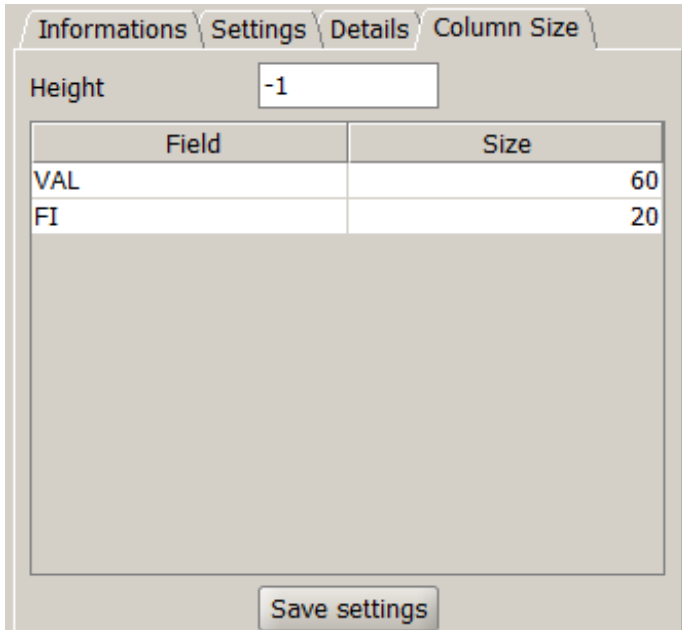 Informations Settings Details Column Size
Height -1
Field Size
VAL 60
FI 20
Save settings